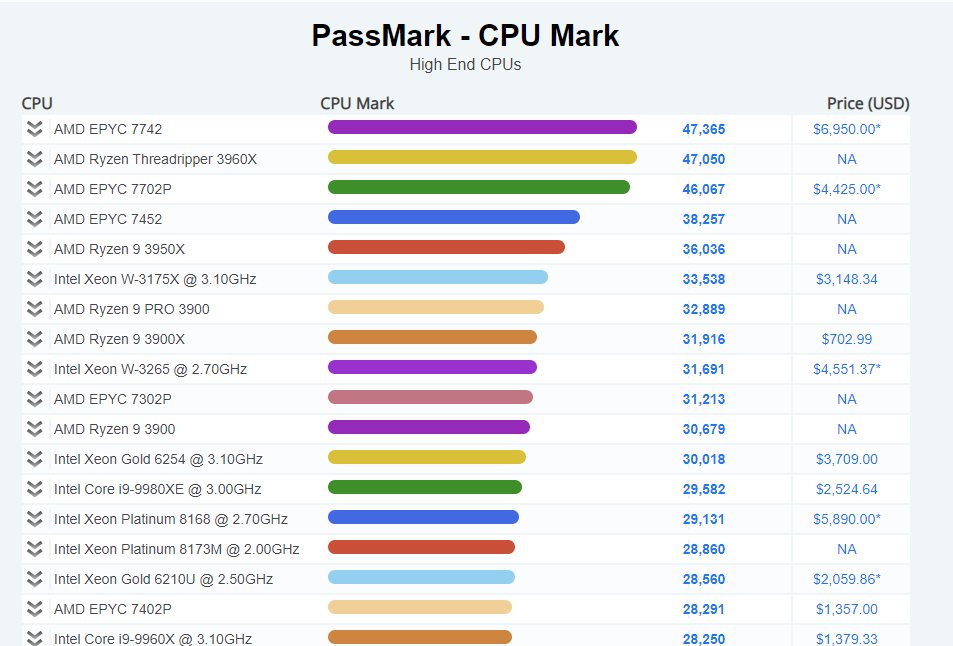 PassMark - CPU Mark
High End CPUs
CPU CPU Mark Price (USD)
AMD EPYC 7742 47,365 $6,950.00*
AMD Ryzen Threadripper 3960X 47,050 NA
AMD EPYC 7702P 46,067 $4,425.00*
AMD EPYC 7452 38,257 NA
AMD Ryzen 9 3950X 36,036 NA
Intel Xeon W-3175X @ 3.10GHz 33,538 $3,148.34
AMD Ryzen 9 PRO 3900 32,889 NA
AMD Ryzen 9 3900X 31,916 $702.99
Intel Xeon W-3265 @ 2.70GHz 31,691 $4,551.37*
AMD EPYC 7302P 31,213 NA
AMD Ryzen 9 3900 30,679 NA
Intel Xeon Gold 6254 @ 3.10GHz 30,018 $3,709.00
Intel Core i9-9980XE @ 3.00GHz 29,582 $2,524.64
Intel Xeon Platinum 8168 @ 2.70GHz 29,131 $5,890.00*
Intel Xeon Platinum 8173M @ 2.00GHz 28,860 NA
Intel Xeon Gold 6210U @ 2.50GHz 28,560 $2,059.86*
AMD EPYC 7402P 28,291 $1,357.00
Intel Core i9-9960X @ 3.10GHz 28,250 $1,379.33